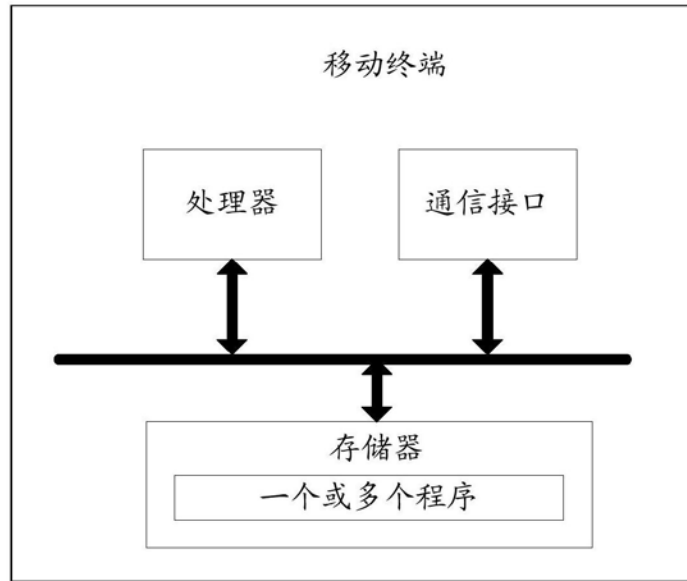 移动终端
处理器
通信接口
存储器
一个或多个程序